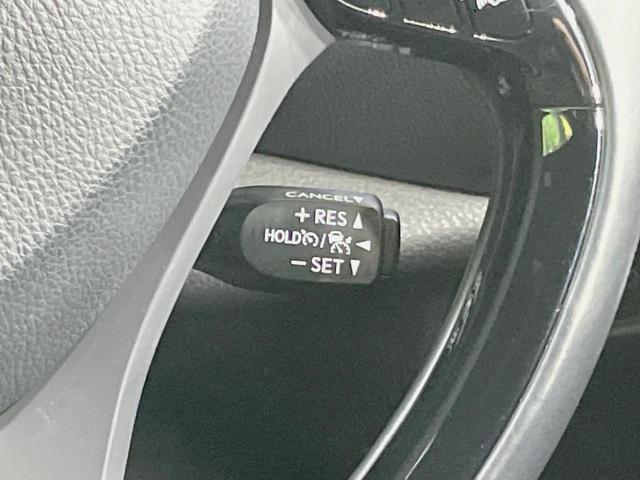 CANCEL▼
+RES▲
HOLD/◀
−SET▼